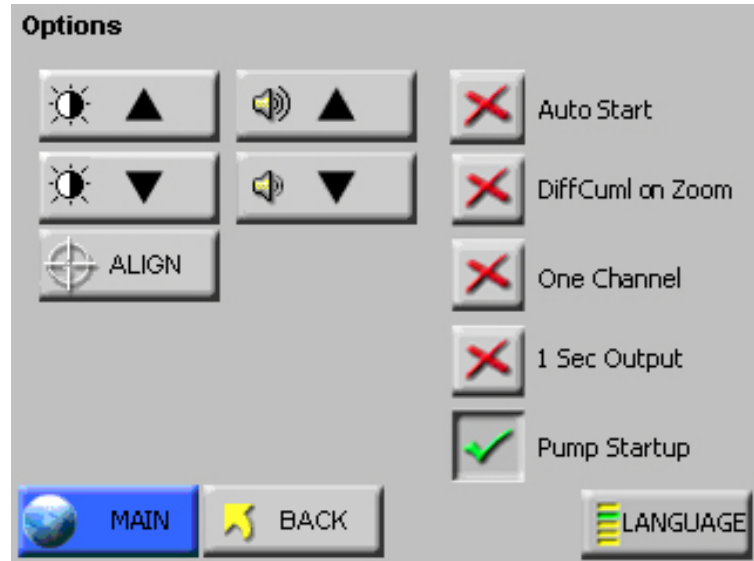 Options
Auto Start
DiffCuml on Zoom
ALIGN
One Channel
1 Sec Output
Pump Startup
MAIN
BACK
LANGUAGE